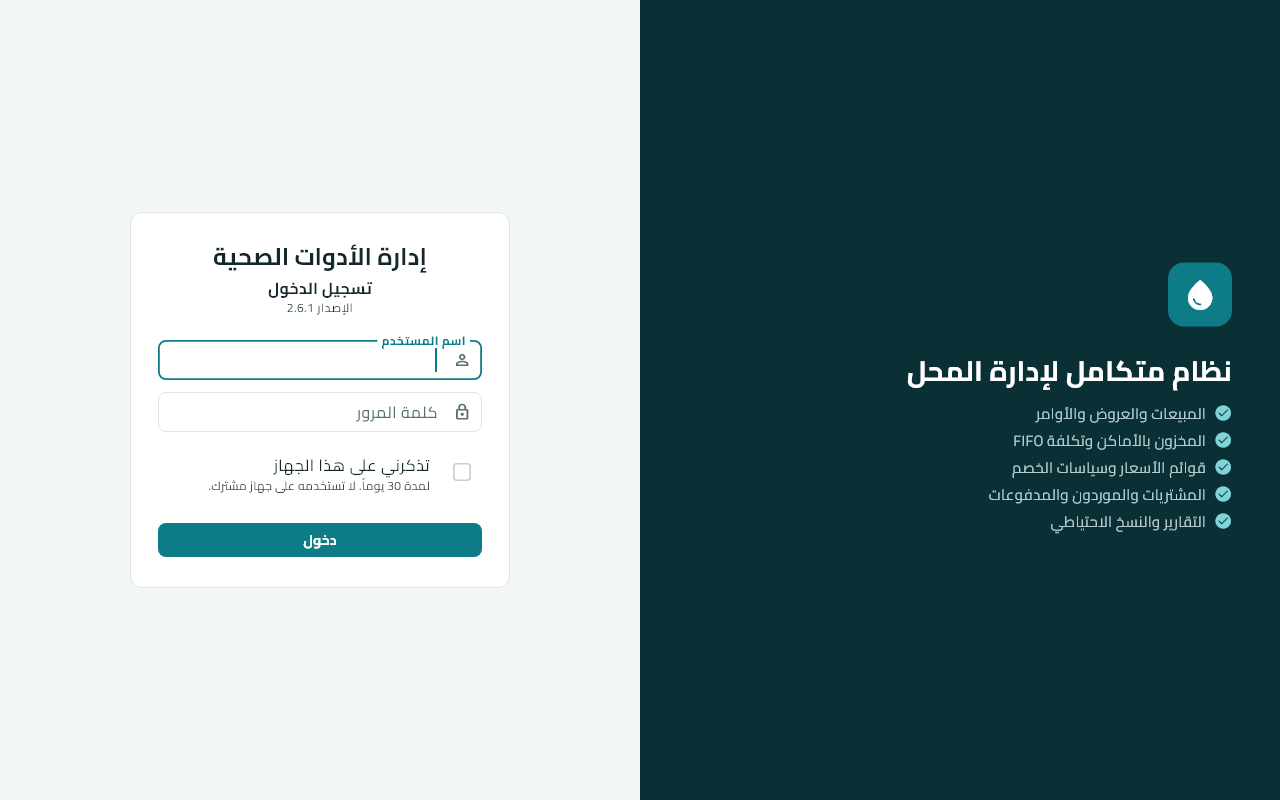 نظام متكامل لإدارة المحل
المبيعات والعروض والأوامر
المخزون بالأماكن وتكلفة FIFO
قوائم الأسعار وسياسات الخصم
المشتريات والموردون والمدفوعات
التقارير والنسخ الاحتياطي
إدارة الأدوات الصحية
تسجيل الدخول
الإصدار 2.6.1
اسم المستخدم
كلمة المرور
تذكرني على هذا الجهاز
لمدة 30 يوماً. لا تستخدمه على جهاز مشترك.
دخول